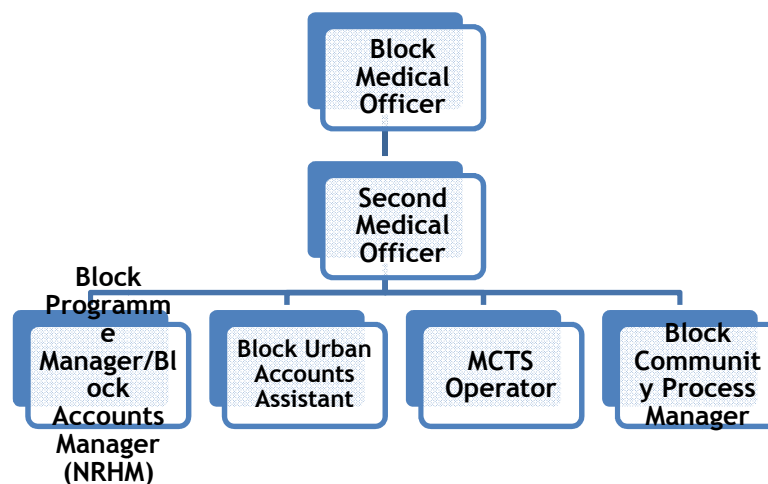 Block
Medical
Officer
Second
Medical
Officer
Block
Programm
e
Manager/Bl
ock
Accounts
Manager
(NRHM)
Block Urban
Accounts
Assistant
MCTS
Operator
Block
Communit
y Process
Manager